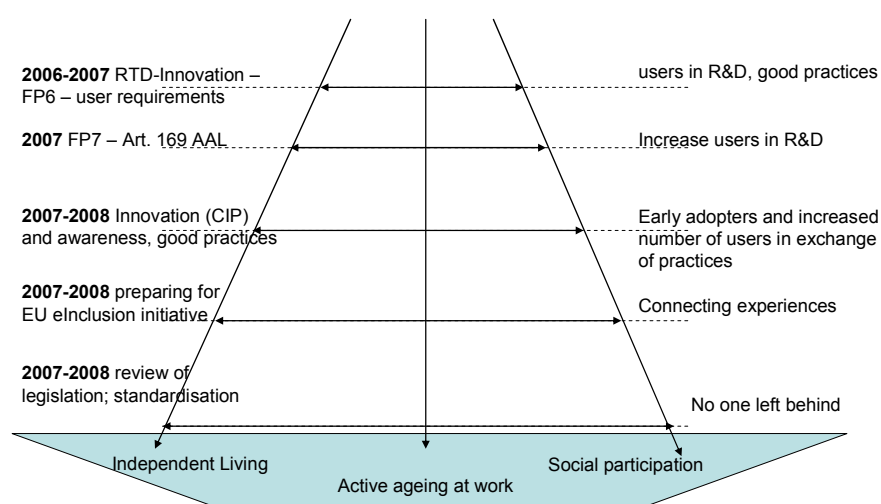 2006-2007 RTD-Innovation –
FP6 – user requirements
users in R&D, good practices
2007 FP7 – Art. 169 AAL
Increase users in R&D
2007-2008 Innovation (CIP)
and awareness, good practices
Early adopters and increased
number of users in exchange
of practices
2007-2008 preparing for
EU eInclusion initiative
Connecting experiences
2007-2008 review of
legislation; standardisation
No one left behind
Independent Living
Active ageing at work
Social participation